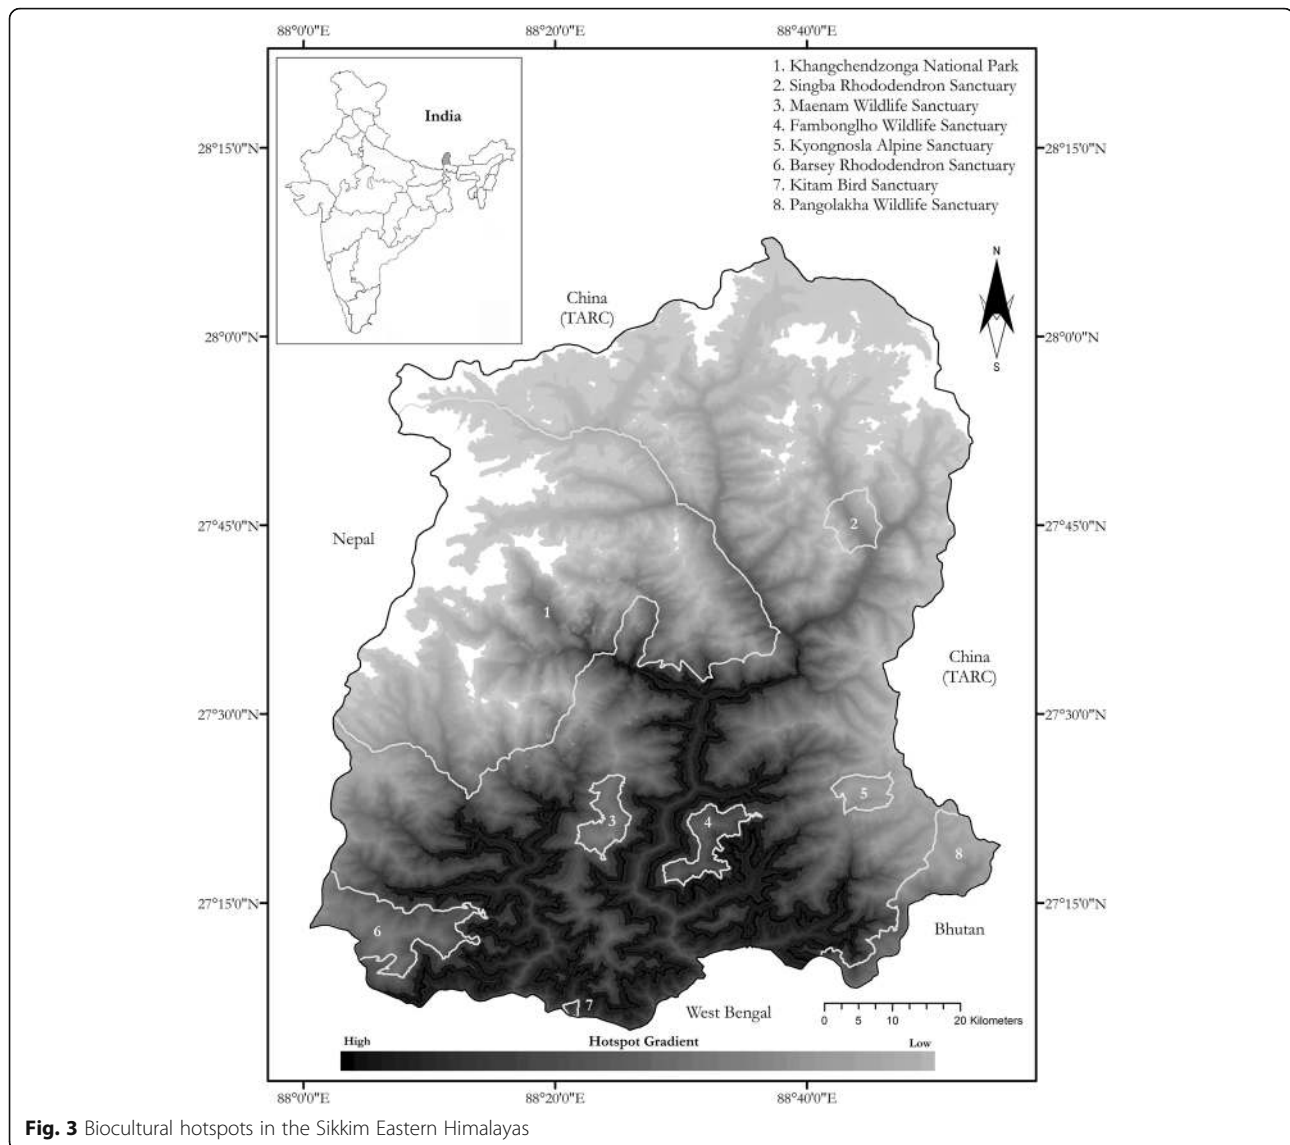 88°0'0"E 88°20'0"E 88°40'0"E
India
1. Khangchendzonga National Park
2. Singba Rhododendron Sanctuary
3. Maenam Wildlife Sanctuary
4. Fambonglho Wildlife Sanctuary
5. Kyongnosla Alpine Sanctuary
6. Barsey Rhododendron Sanctuary
7. Kitam Bird Sanctuary
8. Pangolakha Wildlife Sanctuary
28°15'0"N 28°15'0"N
N
S
China
(TARC)
28°0'0"N 28°0'0"N
2
27°45'0"N 27°45'0"N
Nepal
1
China
(TARC)
27°30'0"N 27°30'0"N
5
3
4
8
27°15'0"N 27°15'0"N
6
Bhutan
7
West Bengal
0 5 10 20 Kilometers
High Hotspot Gradient Low
88°0'0"E 88°20'0"E 88°40'0"E
Fig. 3 Biocultural hotspots in the Sikkim Eastern Himalayas